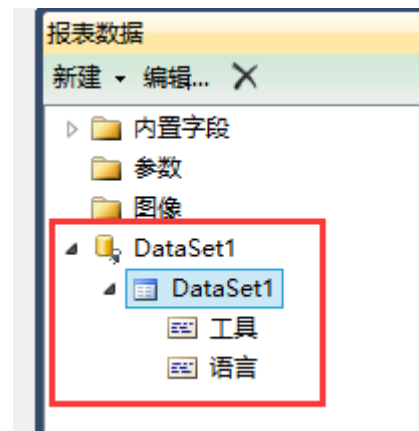 报表数据
新建 编辑...
内置字段
参数
图像
DataSet1
DataSet1
工具
语言